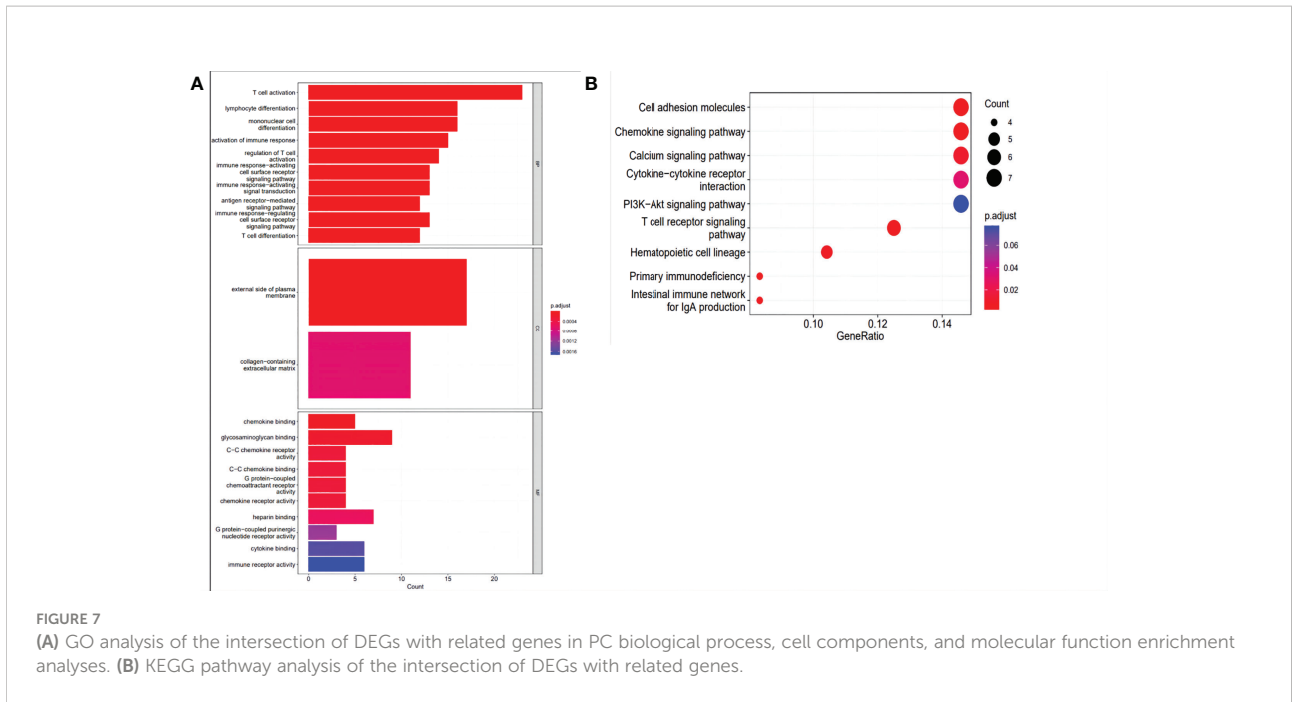 A
T cell activation
lymphocyte differentiation
mononuclear cell
differentiation
activation of immune response
regulation of T cell
activation
immune response−activating
cell surface receptor
signaling pathway
immune response−activating
signal transduction
antigen receptor−mediated
signaling pathway
immune response−regulating
cell surface receptor
signaling pathway
T cell differentiation
BP
external side of plasma
membrane
collagen−containing
extracellular matrix
CC
chemokine binding
glycosaminoglycan binding
C−C chemokine receptor
activity
C−C chemokine binding
G protein−coupled
chemoattractant receptor
activity
chemokine receptor activity
heparin binding
G protein−coupled purinergic
nucleotide receptor activity
cytokine binding
immune receptor activity
MF
0 5 10 15 20
Count
p.adjust
0.0004
0.0008
0.0012
0.0016
B
Cell adhesion molecules
Chemokine signaling pathway
Calcium signaling pathway
Cytokine−cytokine receptor
interaction
PI3K−Akt signaling pathway
T cell receptor signaling
pathway
Hematopoietic cell lineage
Primary immunodeficiency
Intestinal immune network
for IgA production
0.10 0.12 0.14
GeneRatio
Count
4
5
6
7
p.adjust
0.06
0.04
0.02
FIGURE 7
(A) GO analysis of the intersection of DEGs with related genes in PC biological process, cell components, and molecular function enrichment
analyses. (B) KEGG pathway analysis of the intersection of DEGs with related genes.